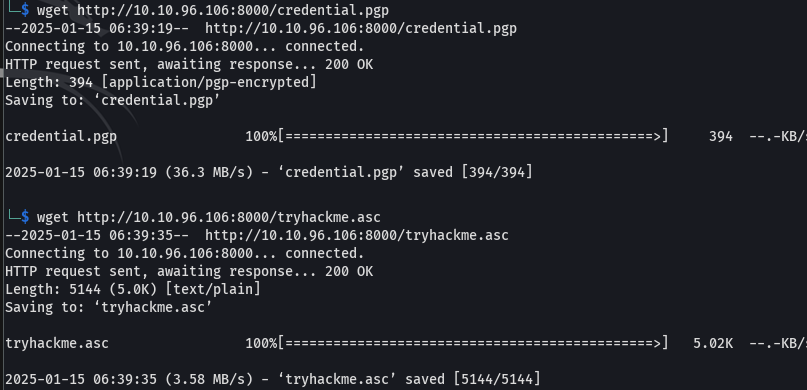 └─$ wget http://10.10.96.106:8000/credential.pgp
--2025-01-15 06:39:19--  http://10.10.96.106:8000/credential.pgp
Connecting to 10.10.96.106:8000... connected.
HTTP request sent, awaiting response... 200 OK
Length: 394 [application/pgp-encrypted]
Saving to: ‘credential.pgp’
credential.pgp                100%[=============================================>]     394  --.-KB/s
2025-01-15 06:39:19 (36.3 MB/s) - ‘credential.pgp’ saved [394/394]
└─$ wget http://10.10.96.106:8000/tryhackme.asc
--2025-01-15 06:39:35--  http://10.10.96.106:8000/tryhackme.asc
Connecting to 10.10.96.106:8000... connected.
HTTP request sent, awaiting response... 200 OK
Length: 5144 (5.0K) [text/plain]
Saving to: ‘tryhackme.asc’
tryhackme.asc                 100%[=============================================>]   5.02K  --.-KB/s
2025-01-15 06:39:35 (3.58 MB/s) - ‘tryhackme.asc’ saved [5144/5144]